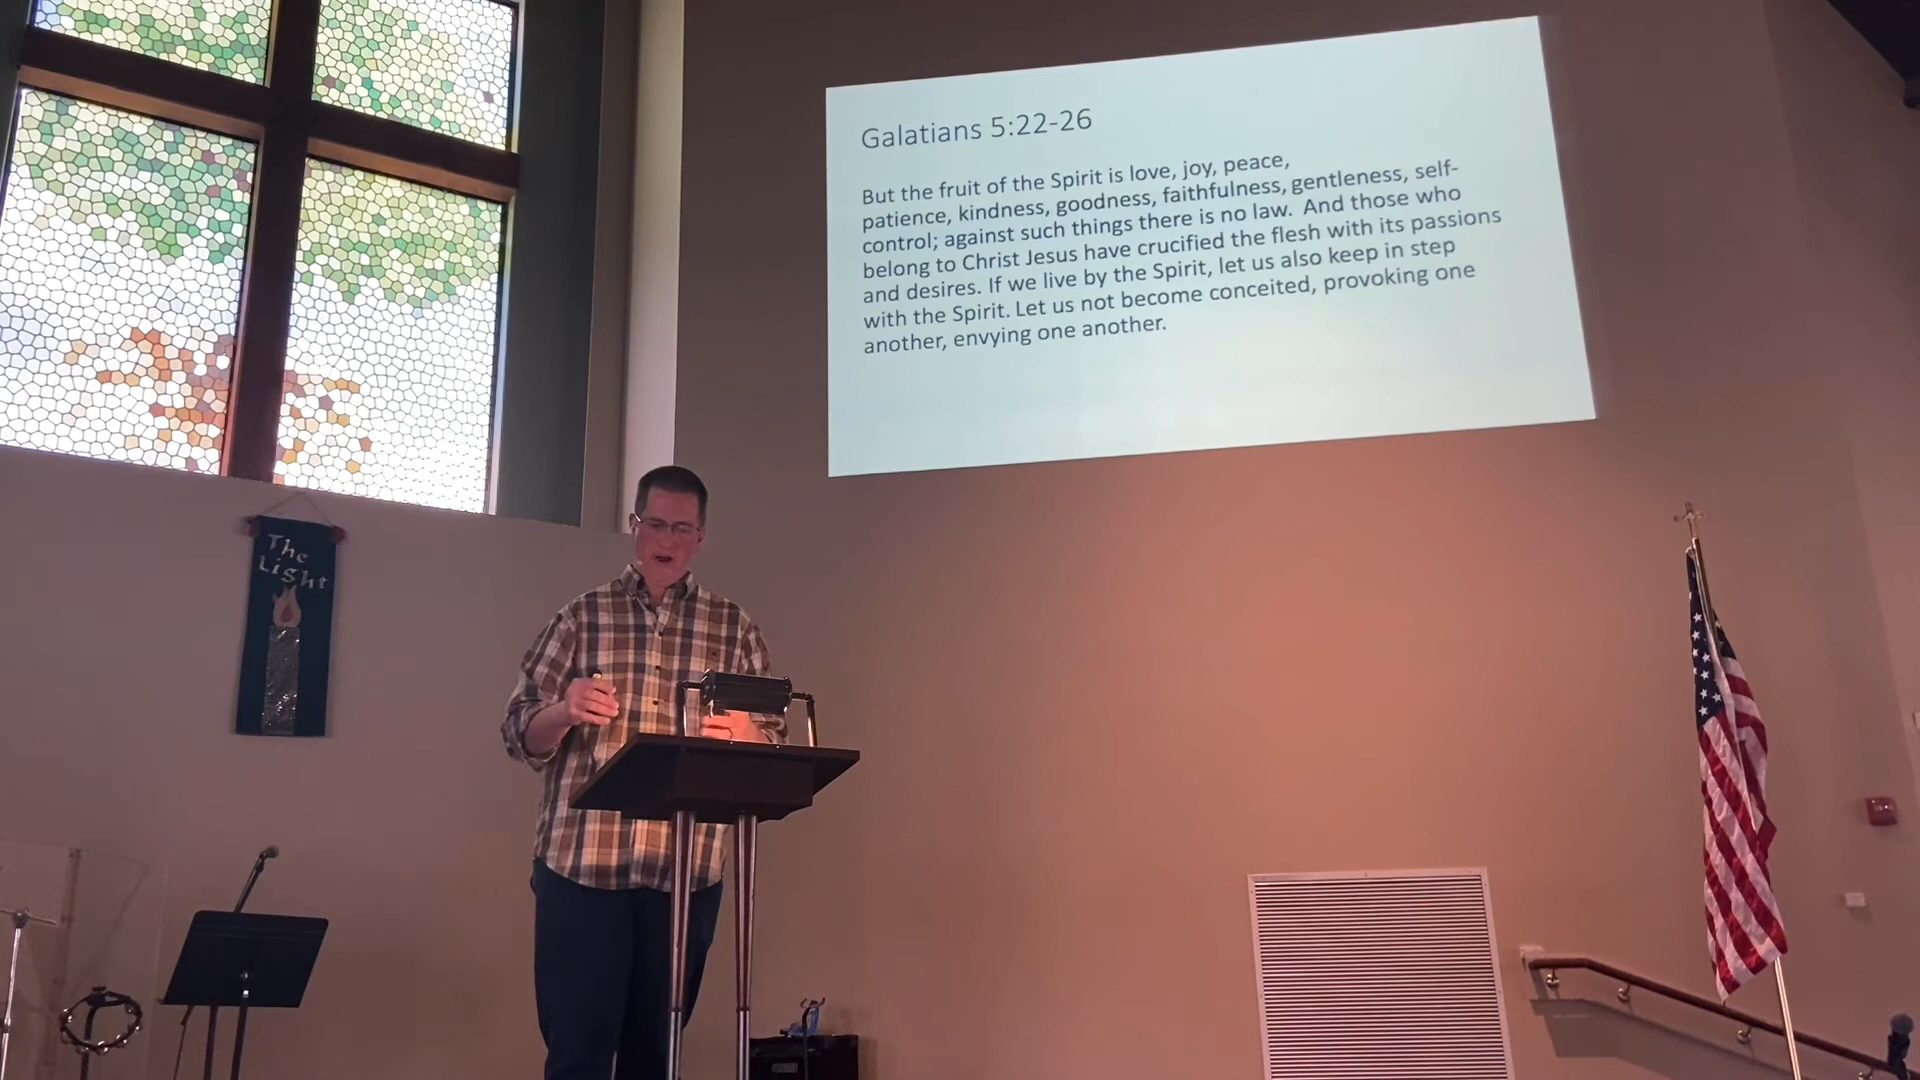 Galatians 5:22-26
But the fruit of the Spirit is love, joy, peace,
patience, kindness, goodness, faithfulness, gentleness, self-
control; against such things there is no law. And those who
belong to Christ Jesus have crucified the flesh with its passions
and desires. If we live by the Spirit, let us also keep in step
with the Spirit. Let us not become conceited, provoking one
another, envying one another.
The
Light